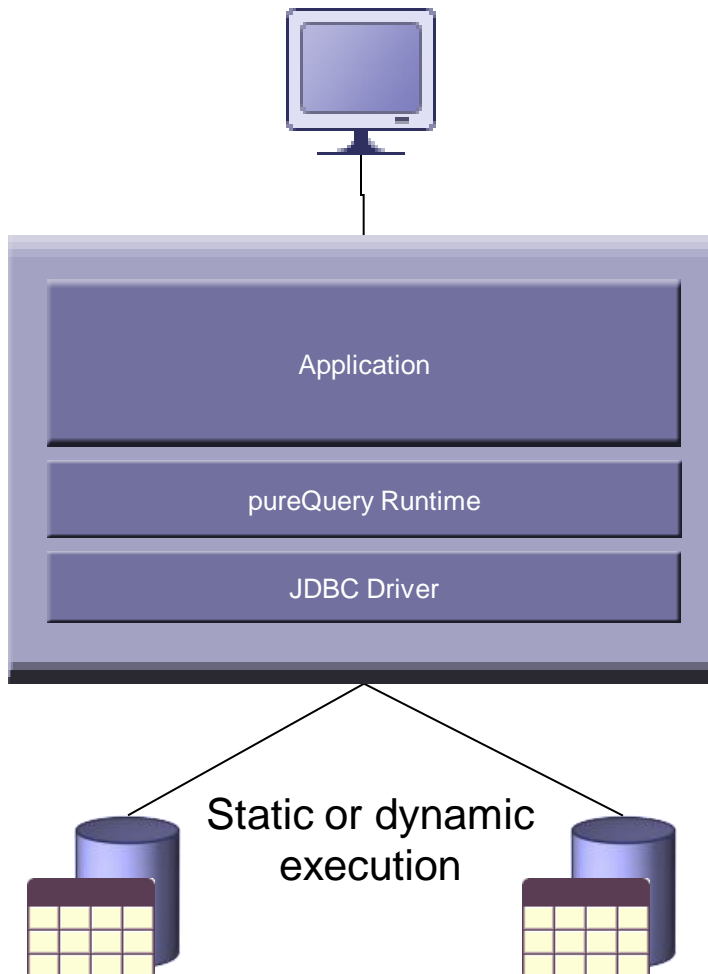 Application
pureQuery Runtime
JDBC Driver
Static or dynamic
execution